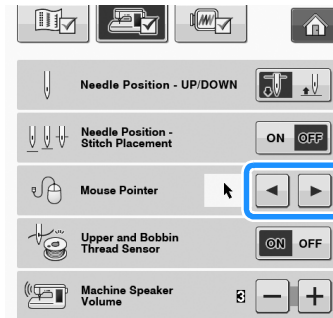 Needle Position - UP/DOWN
Needle Position -
Stitch Placement
ON OFF
Mouse Pointer
Upper and Bobbin
Thread Sensor
ON OFF
Machine Speaker
Volume
3 − +